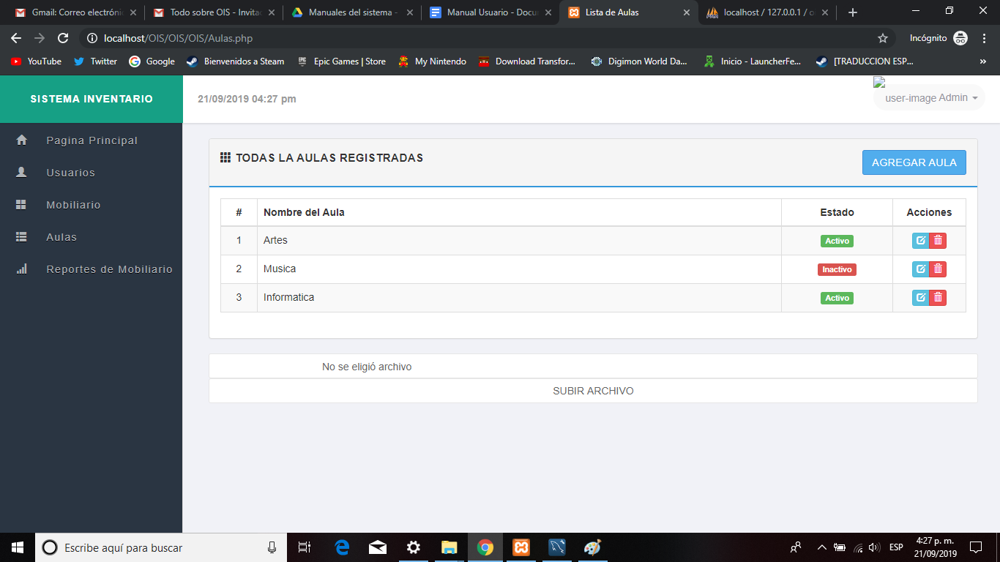 Gmail: Correo electróni
Todo sobre OIS - Invitac
Manuales del sistema -
Manual Usuario - Docu
Lista de Aulas
localhost / 127.0.0.1 / o
localhost/OIS/OIS/OIS/Aulas.php
Incógnito
YouTube
Twitter
Google
Bienvenidos a Steam
Epic Games | Store
My Nintendo
Download Transfor...
Digimon World Da...
Inicio - LauncherFe...
[TRADUCCION ESP...
»
SISTEMA INVENTARIO
21/09/2019 04:27 pm
user-image Admin
Pagina Principal
Usuarios
Mobiliario
Aulas
Reportes de Mobiliario
TODAS LA AULAS REGISTRADAS
AGREGAR AULA
# Nombre del Aula Estado Acciones
1 Artes Activo
2 Musica Inactivo
3 Informatica Activo
No se eligió archivo
SUBIR ARCHIVO
Escribe aquí para buscar
ESP
4:27 p. m.
21/09/2019